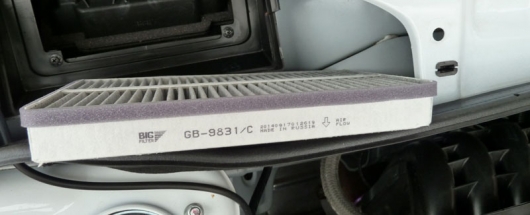 BIG
FILTER
GB-9831/C
MADE IN RUSSIA
AIR
FLOW